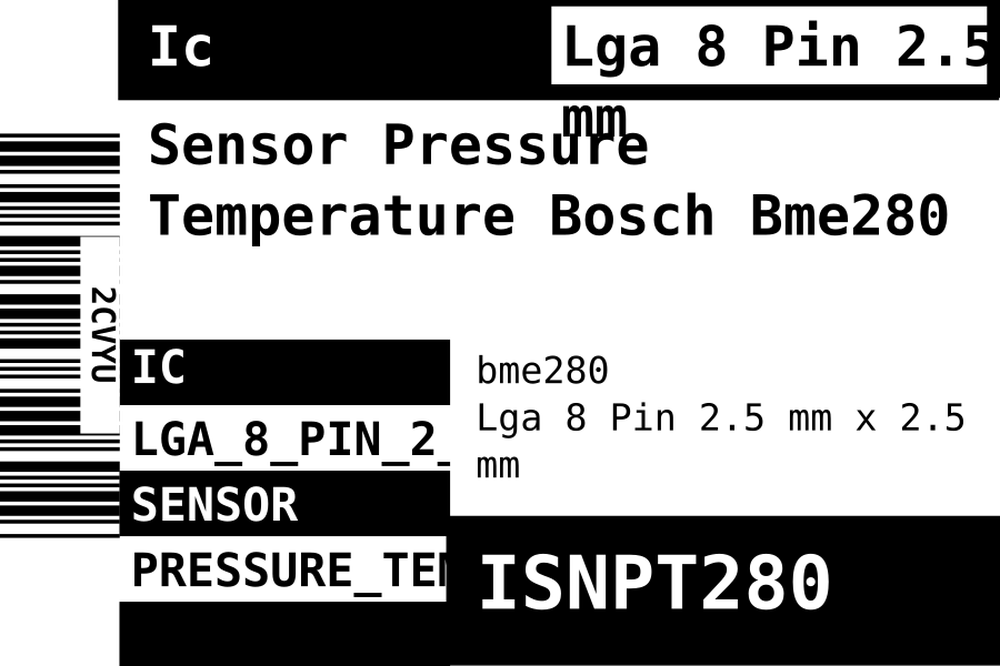 Ic
Lga 8 Pin 2.5
mm
Sensor Pressure
Temperature Bosch Bme280
2CVYU
IC
LGA_8_PIN_2_
SENSOR
PRESSURE_TEM
bme280
Lga 8 Pin 2.5 mm x 2.5
mm
ISNPT280